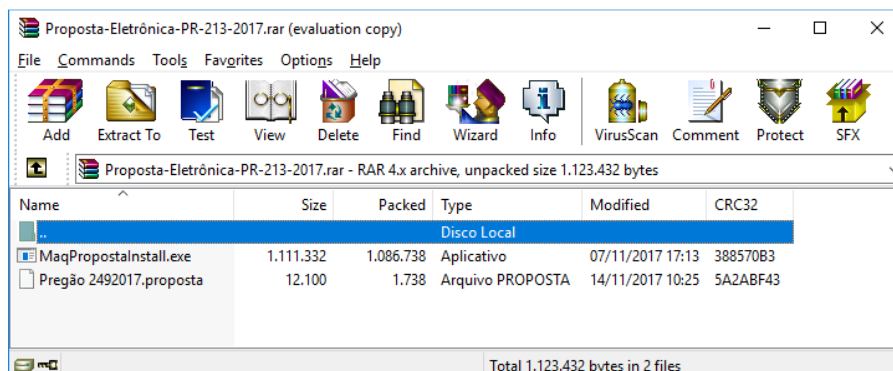 Proposta-Eletrônica-PR-213-2017.rar (evaluation copy)
File Commands Tools Favorites Options Help
Add Extract To Test View Delete Find Wizard Info VirusScan Comment Protect SFX
Proposta-Eletrônica-PR-213-2017.rar - RAR 4.x archive, unpacked size 1.123.432 bytes
Name Size Packed Type Modified CRC32
.. Disco Local
MaqPropostaInstall.exe 1.111.332 1.086.738 Aplicativo 07/11/2017 17:13 388570B3
Pregão 2492017.proposta 12.100 1.738 Arquivo PROPOSTA 14/11/2017 10:25 5A2ABF43
Total 1.123.432 bytes in 2 files